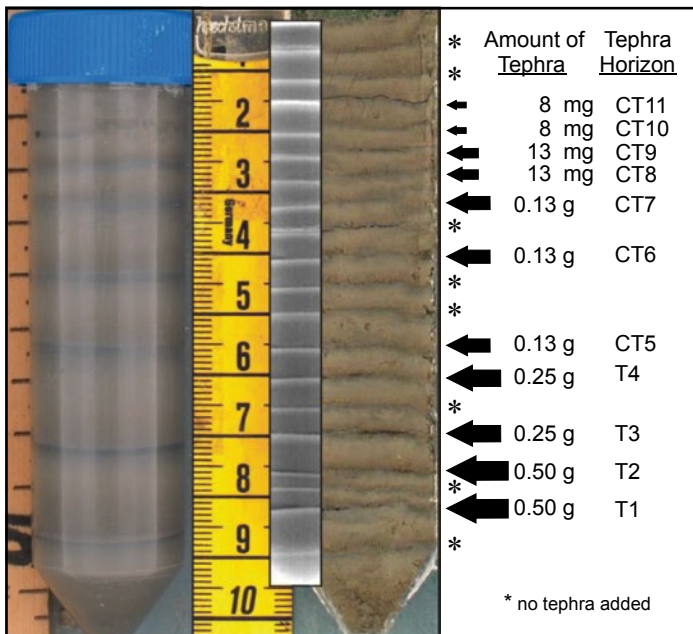 2
3
Germany
4
5
6
7
8
9
10
Amount of Tephra
Tephra Horizon
*
*
8 mg CT11
8 mg CT10
13 mg CT9
13 mg CT8
0.13 g CT7
*
0.13 g CT6
*
*
0.13 g CT5
0.25 g T4
*
0.25 g T3
0.50 g T2
*
0.50 g T1
*
* no tephra added